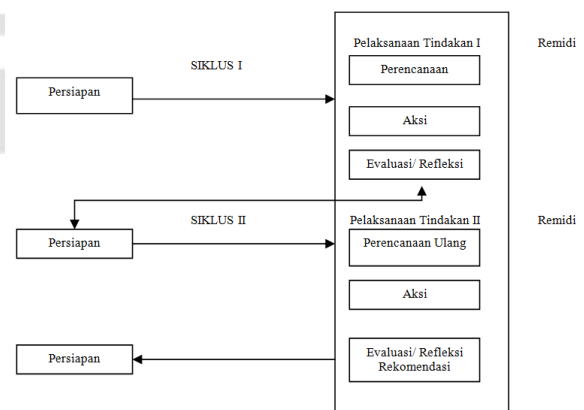 Pelaksanaan Tindakan I
Remidi
SIKLUS I
Perencanaan
Persiapan
Aksi
Evaluasi/ Refleksi
SIKLUS II
Pelaksanaan Tindakan II
Remidi
Persiapan
Perencanaan Ulang
Aksi
Persiapan
Evaluasi/ Refleksi
Rekomendasi